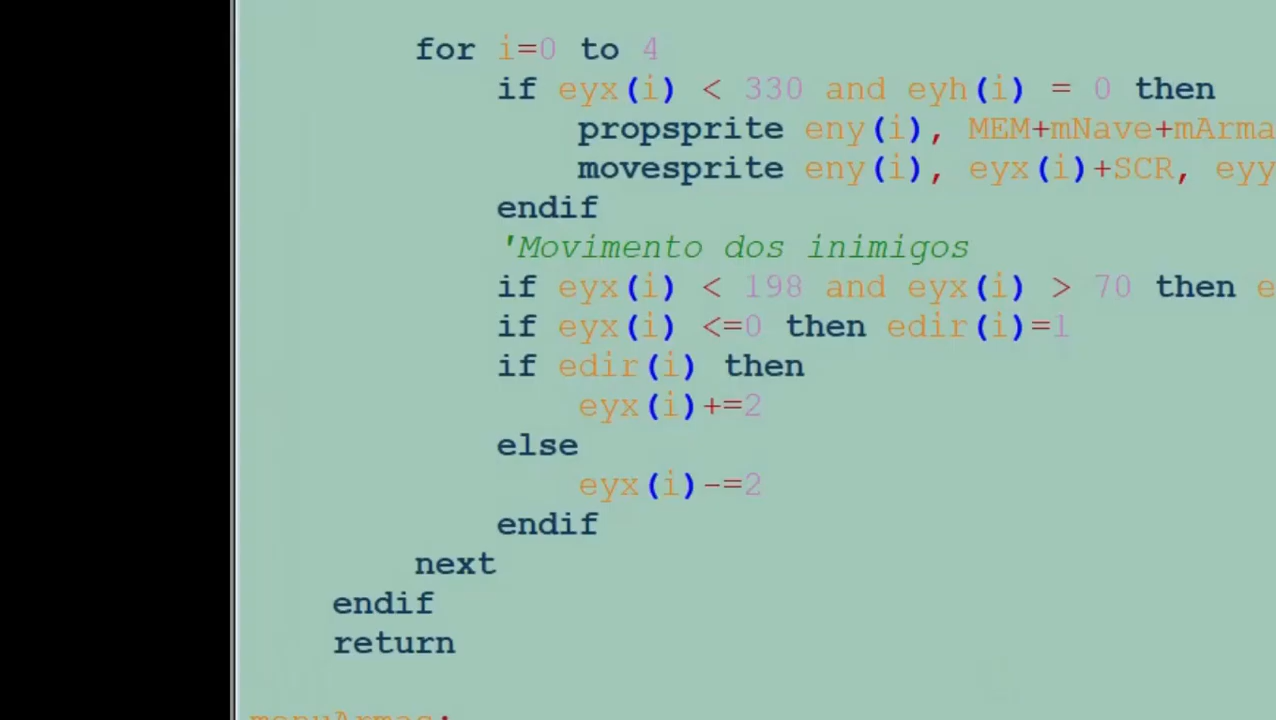 for i=0 to 4
if eyx(i) < 330 and eyh(i) = 0 then
propsprite eny(i), MEM+mNave+mArma
movesprite eny(i), eyx(i)+SCR, eyy
endif
'Movimento dos inimigos
if eyx(i) < 198 and eyx(i) > 70 then e
if eyx(i) <=0 then edir(i)=1
if edir(i) then
eyx(i)+=2
else
eyx(i)-=2
endif
next
endif
return
menuArmas: